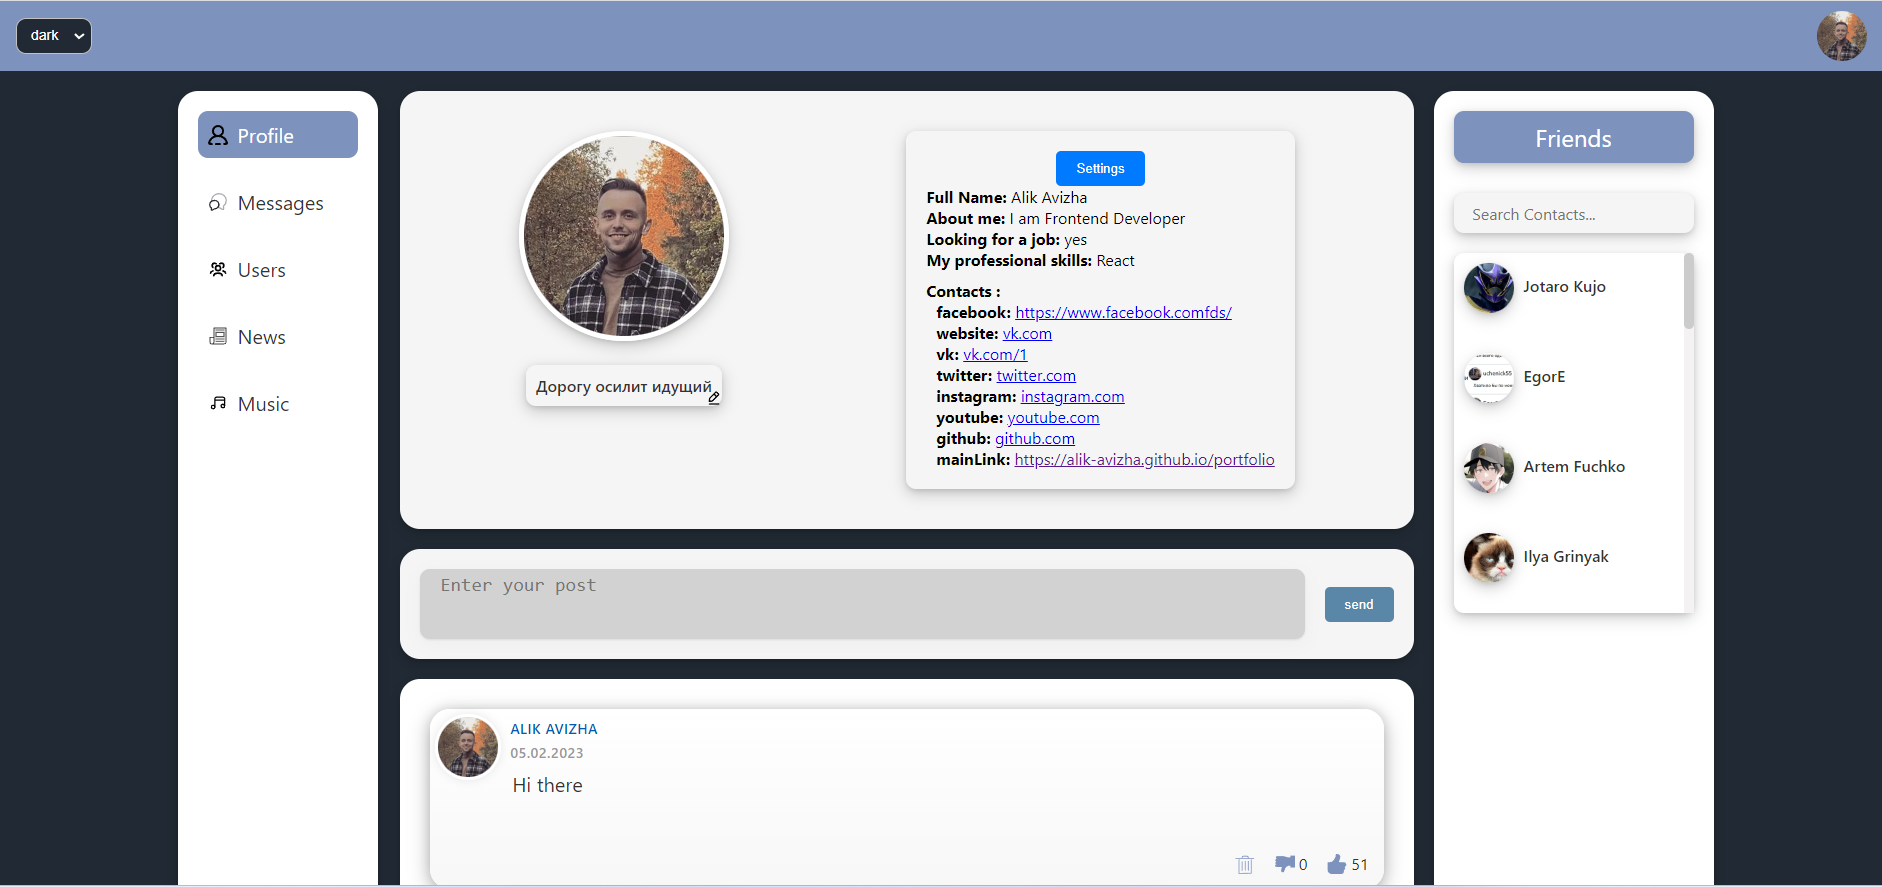 dark
Profile
Messages
Users
News
Music
Дорогу осилит идущий
Settings
Full Name: Alik Avizha
About me: I am Frontend Developer
Looking for a job: yes
My professional skills: React
Contacts :
facebook: https://www.facebook.comfds/
website: vk.com
vk: vk.com/1
twitter: twitter.com
instagram: instagram.com
youtube: youtube.com
github: github.com
mainLink: https://alik-avizha.github.io/portfolio
Enter your post
send
ALIK AVIZHA
05.02.2023
Hi there
0
51
Friends
Search Contacts...
Jotaro Kujo
uchenick55
EgorE
Artem Fuchko
Ilya Grinyak